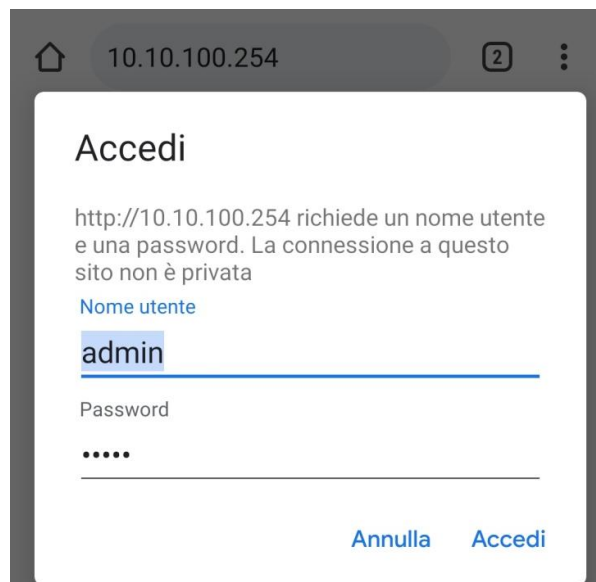 10.10.100.254
2
Accedi
http://10.10.100.254 richiede un nome utente
e una password. La connessione a questo
sito non è privata
Nome utente
admin
Password
•••••
Annulla
Accedi